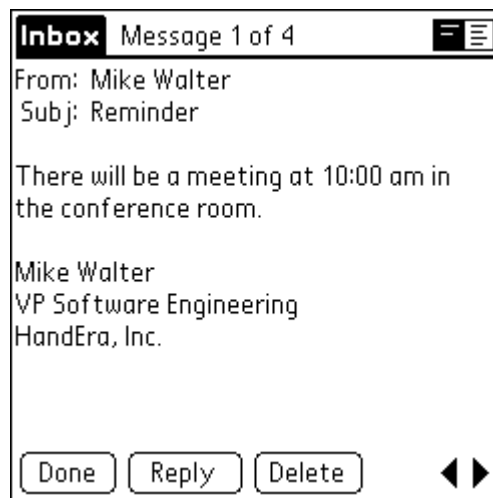 Inbox Message 1 of 4
From: Mike Walter
Subj: Reminder
There will be a meeting at 10:00 am in
the conference room.
Mike Walter
VP Software Engineering
HandEra, Inc.
Done Reply Delete